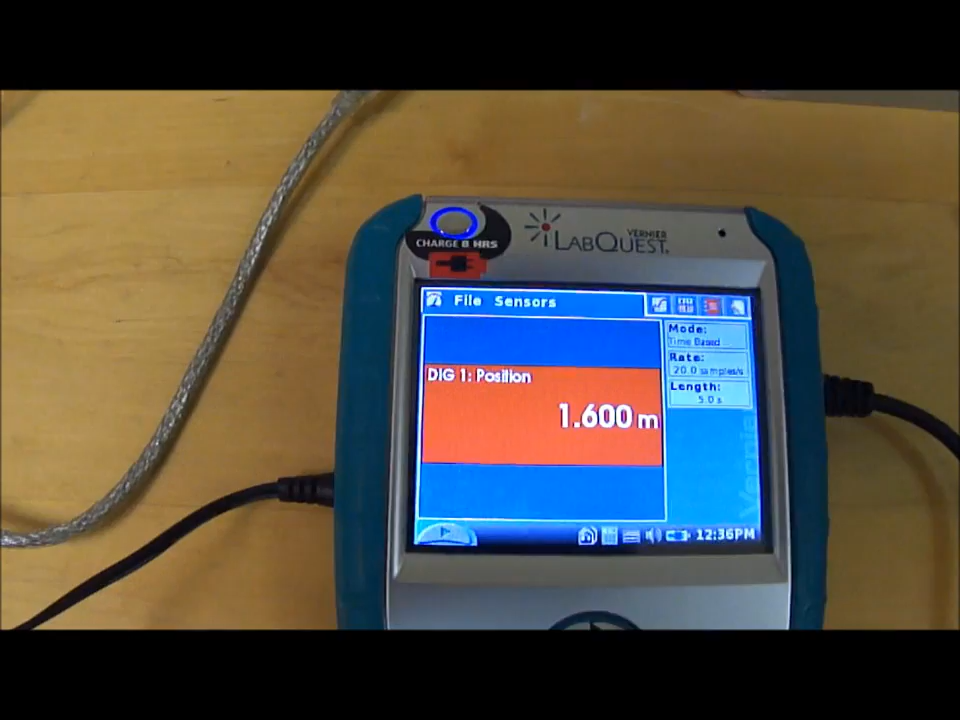 CHARGE 8 HRS
VERNIER
LABQUEST
File Sensors
Mode:
Time Based
Rate:
20.0 samples/s
Length:
5.0 s
DIG 1: Position
1.600 m
Vernier
12:36PM